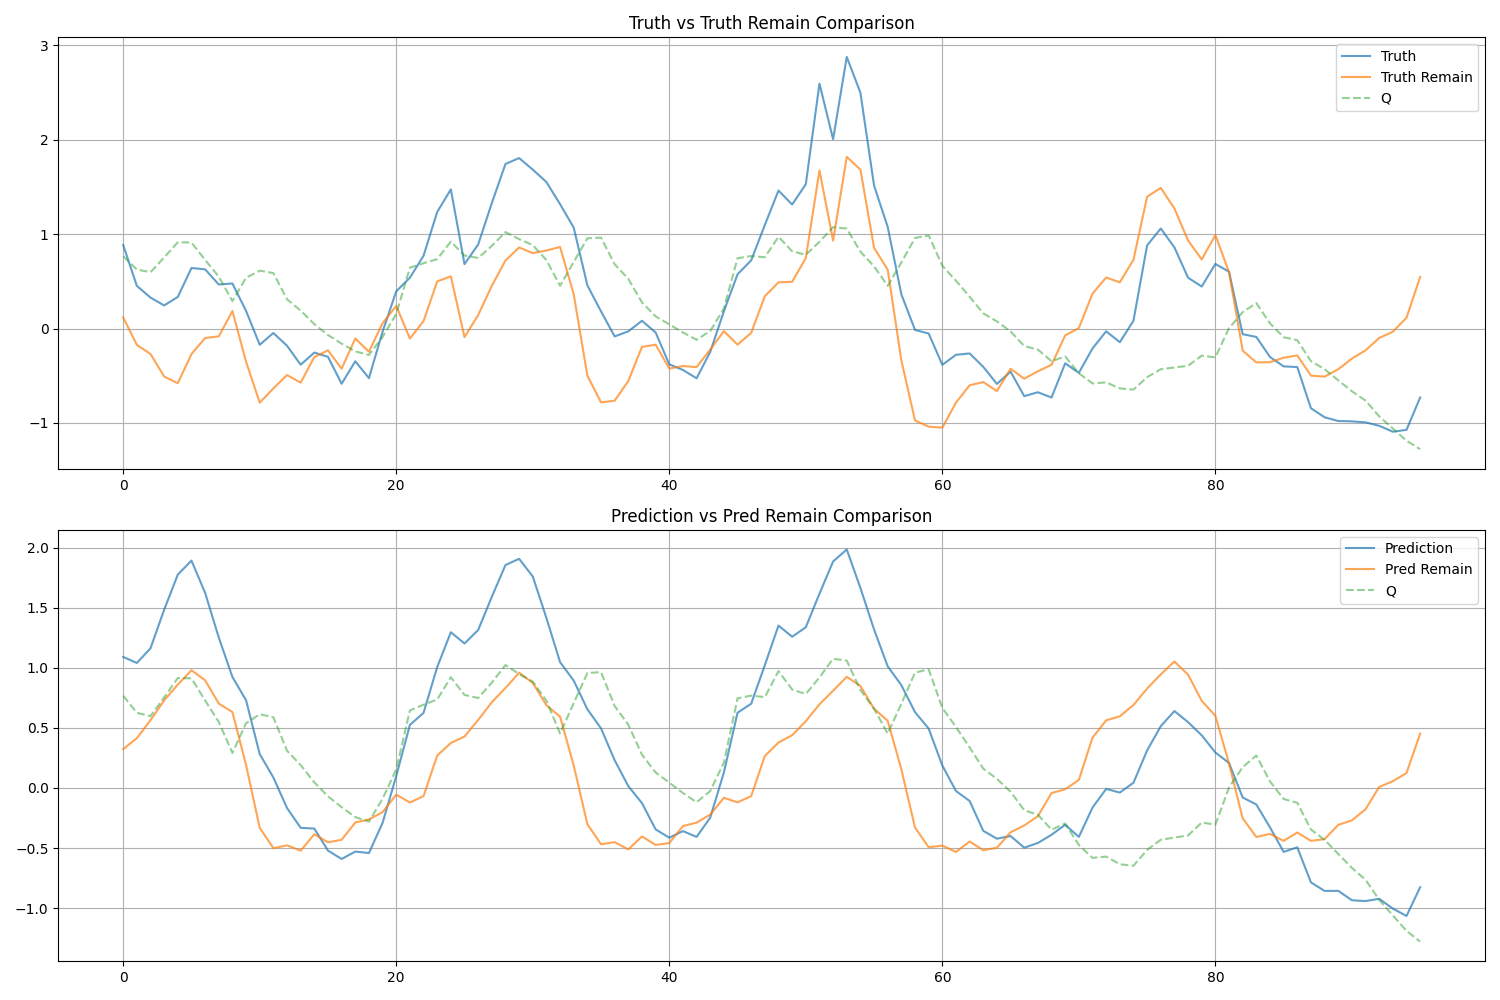 Truth vs Truth Remain Comparison
3
2
1
0
−1
Truth
Truth Remain
Q
0 20 40 60 80
Prediction vs Pred Remain Comparison
2.0
1.5
1.0
0.5
0.0
−0.5
−1.0
Prediction
Pred Remain
Q
0 20 40 60 80